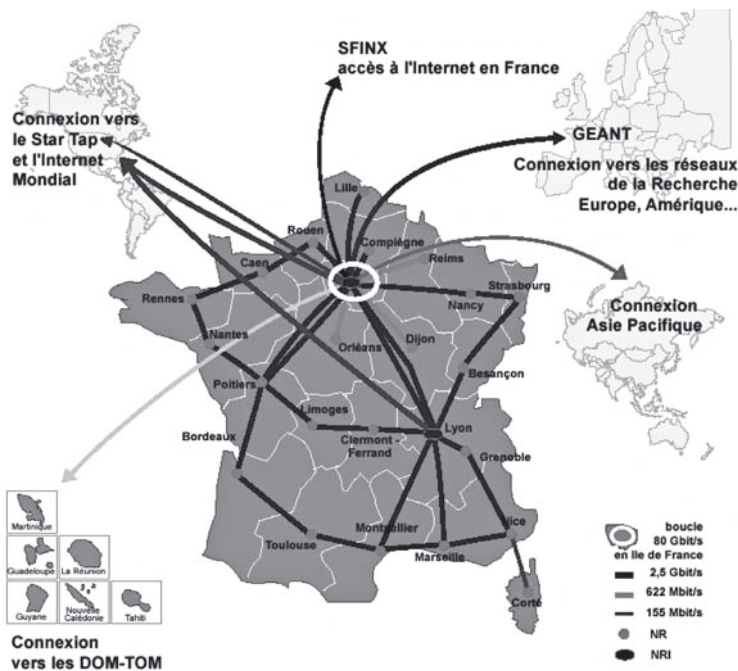 SFINX
accès à l'Internet en France
Connexion vers
le Star Tap
et l'Internet
Mondial
GEANT
Connexion vers les réseaux
de la Recherche
Europe, Amérique...
Lille
Rouen
Compiègne
Reims
Caen
Strasbourg
Nancy
Rennes
Connexion
Asie Pacifique
Nantes
Orléans
Dijon
Besançon
Poitiers
Limoges
Lyon
Bordeaux
Clermont -
Ferrand
Grenoble
Montpellier
Nice
Toulouse
Marseille
Corté
Martinique
Guadeloupe
La Réunion
Guyane
Nouvelle
Calédonie
Tahiti
Connexion
vers les DOM-TOM
boucle
80 Gbit/s
en Ile de France
2,5 Gbit/s
622 Mbit/s
155 Mbit/s
NR
NRI